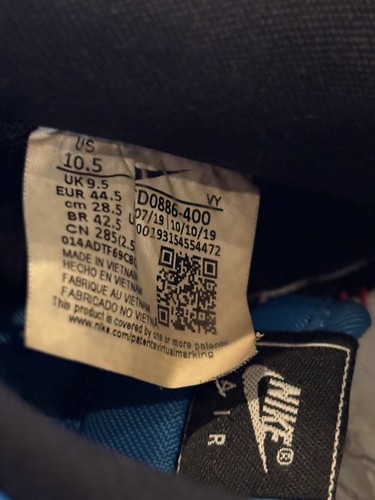 US
10.5
UK 9.5
EUR 44.5
cm 28.5
BR 42.5
CN 285(2.5
D0886-400 VY
07/19 10/10/19
00193154554472
014ADTF69CB
MADE IN VIETNAM
HECHO EN VIETNAM
FABRIQUE AU VIETNAM
FABRICADO NO VIETN
This product is covered by one or more patents
www.nike.com/patentsvirtualmarking
NIKE®
AIR